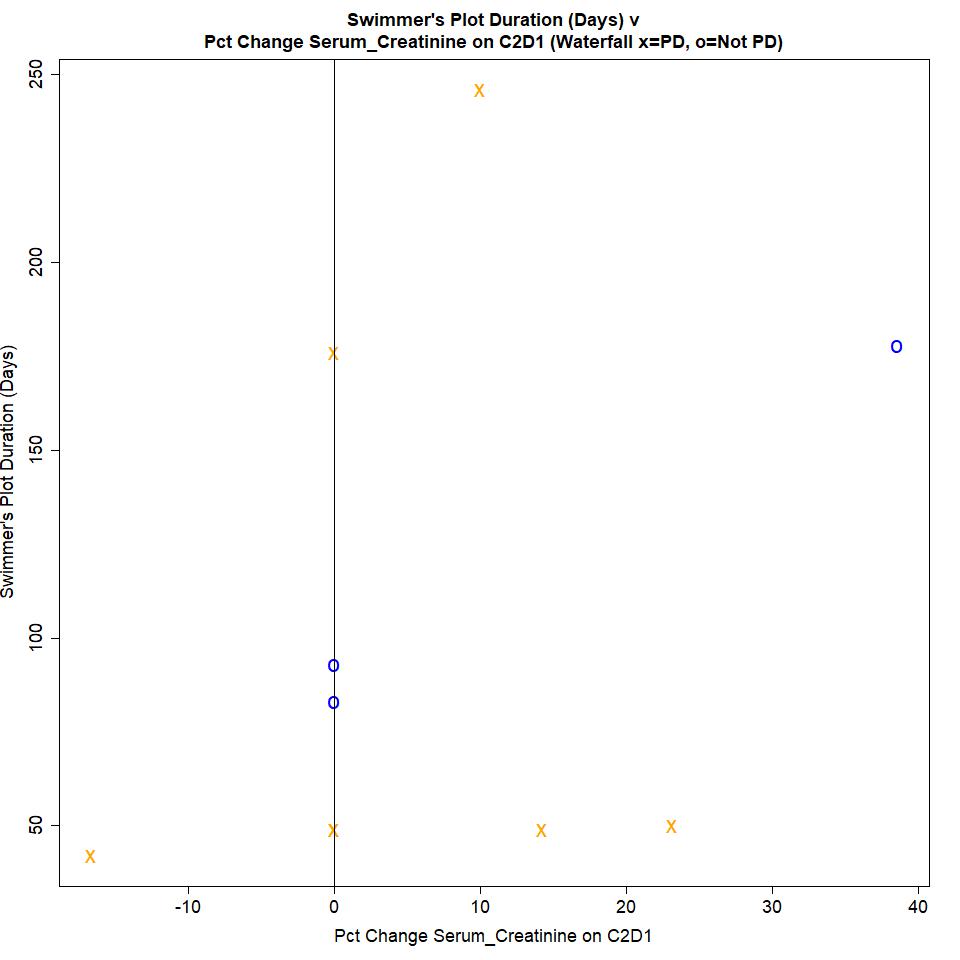 Swimmer's Plot Duration (Days) v
Pct Change Serum_Creatinine on C2D1 (Waterfall x=PD, o=Not PD)
Swimmer's Plot Duration (Days)
250
200
150
100
50
X
X
O
O
O
X
X
X
X
-10
0
10
20
30
40
Pct Change Serum_Creatinine on C2D1